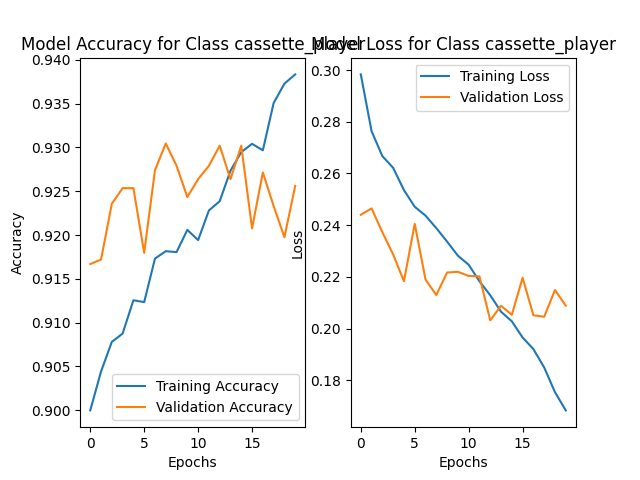 Model Accuracy for Class cassette_player
Accuracy
0.940
0.935
0.930
0.925
0.920
0.915
0.910
0.905
0.900
Training Accuracy
Validation Accuracy
0 5 10 15
Epochs
Model Loss for Class cassette_player
Loss
0.30
0.28
0.26
0.24
0.22
0.20
0.18
Training Loss
Validation Loss
0 5 10 15
Epochs